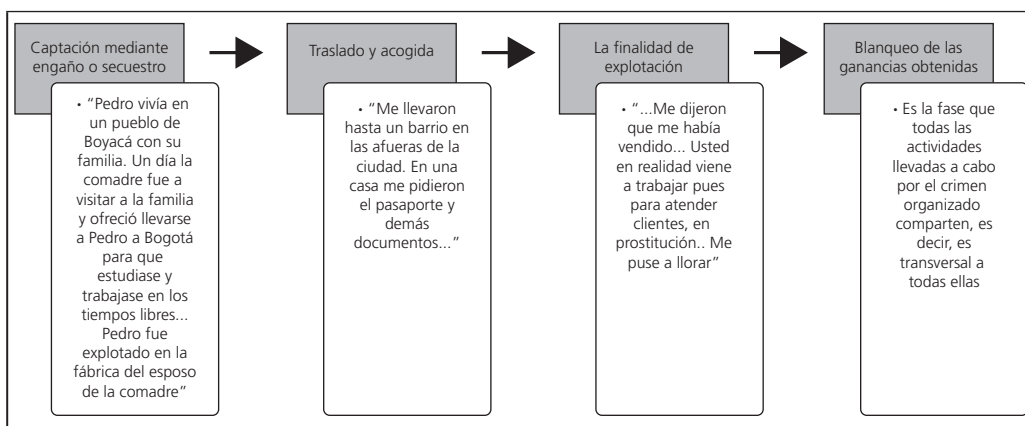 Captación mediante
engaño o secuestro
• “Pedro vivía en
un pueblo de
Boyacá con su
familia. Un día la
comadre fue a
visitar a la familia
y ofreció llevarse
a Pedro a Bogotá
para que
estudiase y
trabajase en los
tiempos libres...
Pedro fue
explotado en la
fábrica del esposo
de la comadre”
Traslado y acogida
• “Me llevaron
hasta un barrio en
las afueras de la
ciudad. En una
casa me pidieron
el pasaporte y
demás
documentos...”
La finalidad de
explotación
• “...Me dijeron
que me había
vendido... Usted
en realidad viene
a trabajar pues
para atender
clientes, en
prostitución.. Me
puse a llorar”
Blanqueo de las
ganancias obtenidas
• Es la fase que
todas las
actividades
llevadas a cabo
por el crimen
organizado
comparten, es
decir, es
transversal a
todas ellas